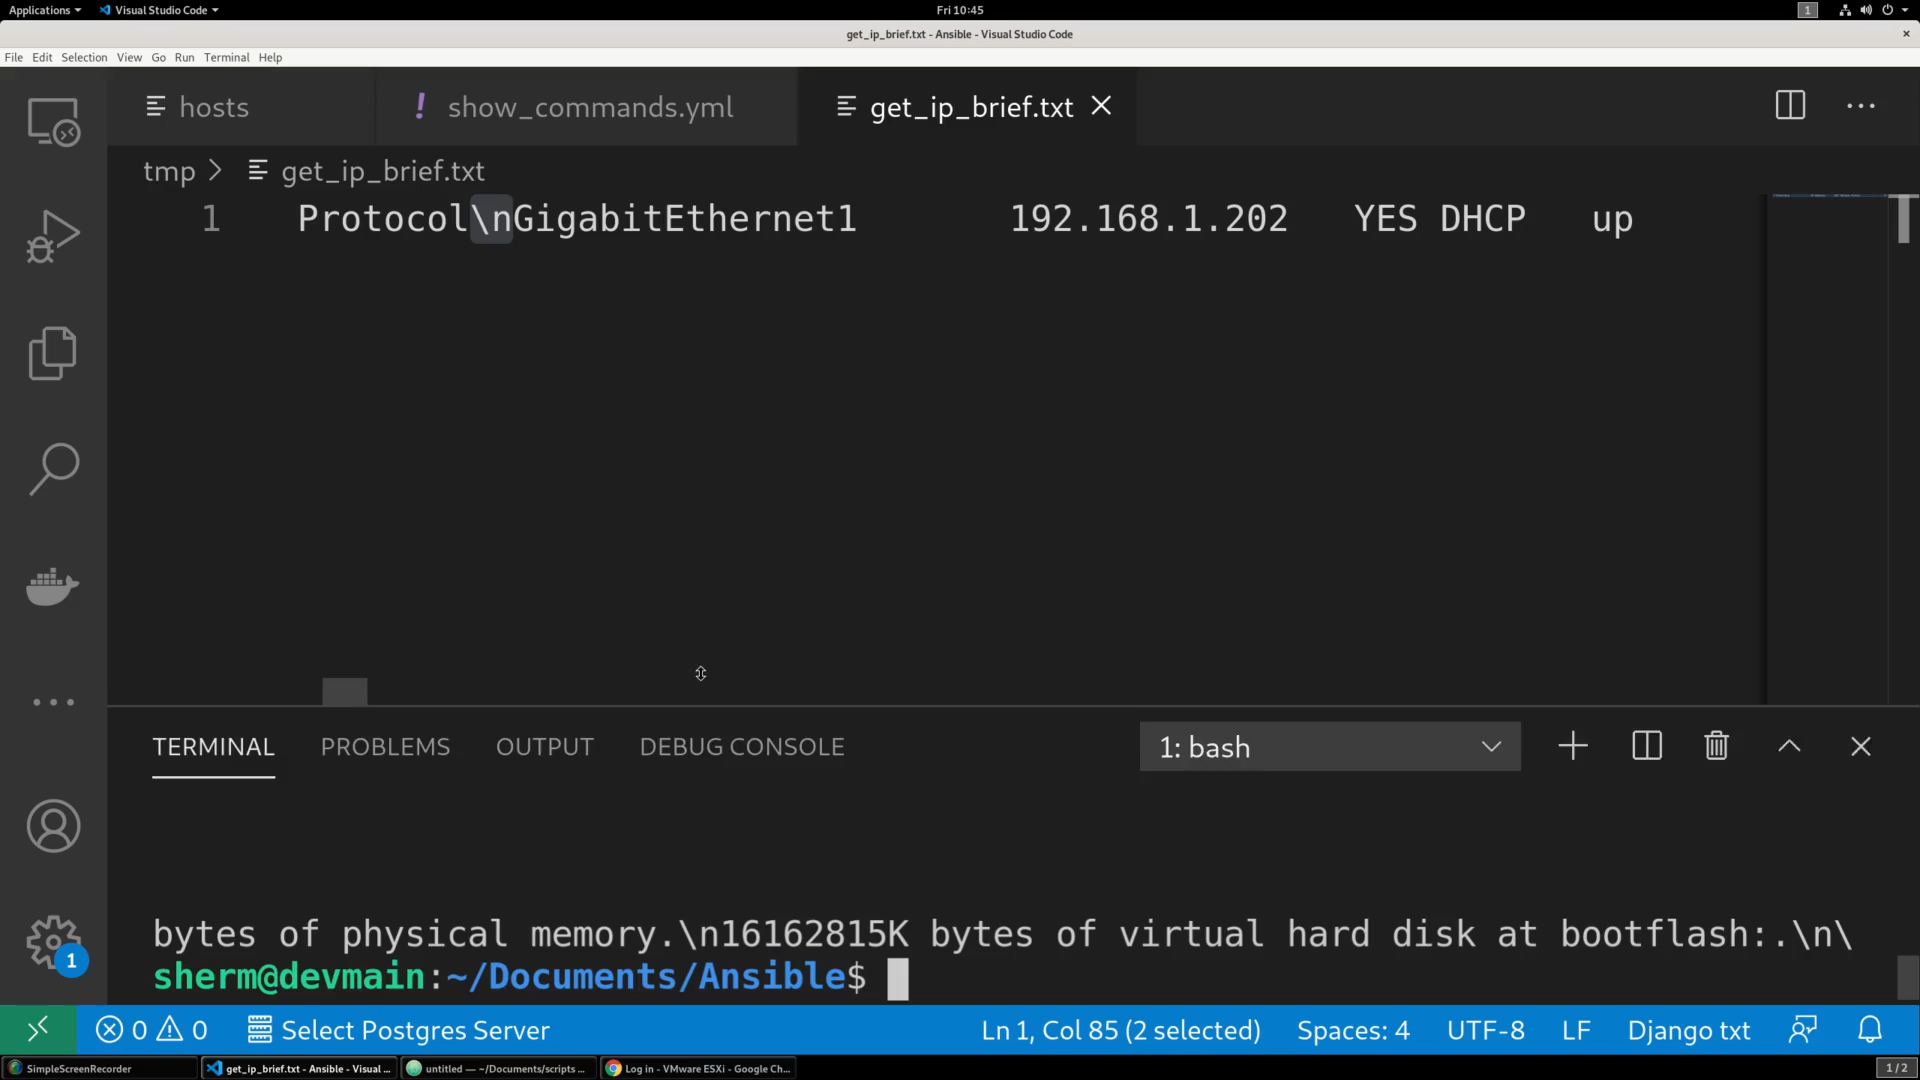 Applications Visual Studio Code Fri 10:45 1
get_ip_brief.txt - Ansible - Visual Studio Code
File Edit Selection View Go Run Terminal Help
hosts ! show_commands.yml get_ip_brief.txt
tmp > get_ip_brief.txt
1 Protocol\nGigabitEthernet1 192.168.1.202 YES DHCP up
TERMINAL PROBLEMS OUTPUT DEBUG CONSOLE 1: bash
bytes of physical memory.\n16162815K bytes of virtual hard disk at bootflash:.\n\
sherm@devmain:~/Documents/Ansible$
1
0 0 Select Postgres Server Ln 1, Col 85 (2 selected) Spaces: 4 UTF-8 LF Django txt
SimpleScreenRecorder get_ip_brief.txt - Ansible - Visual ... untitled — ~/Documents/scripts ... Log in - VMware ESXi - Google Ch... 1 / 2